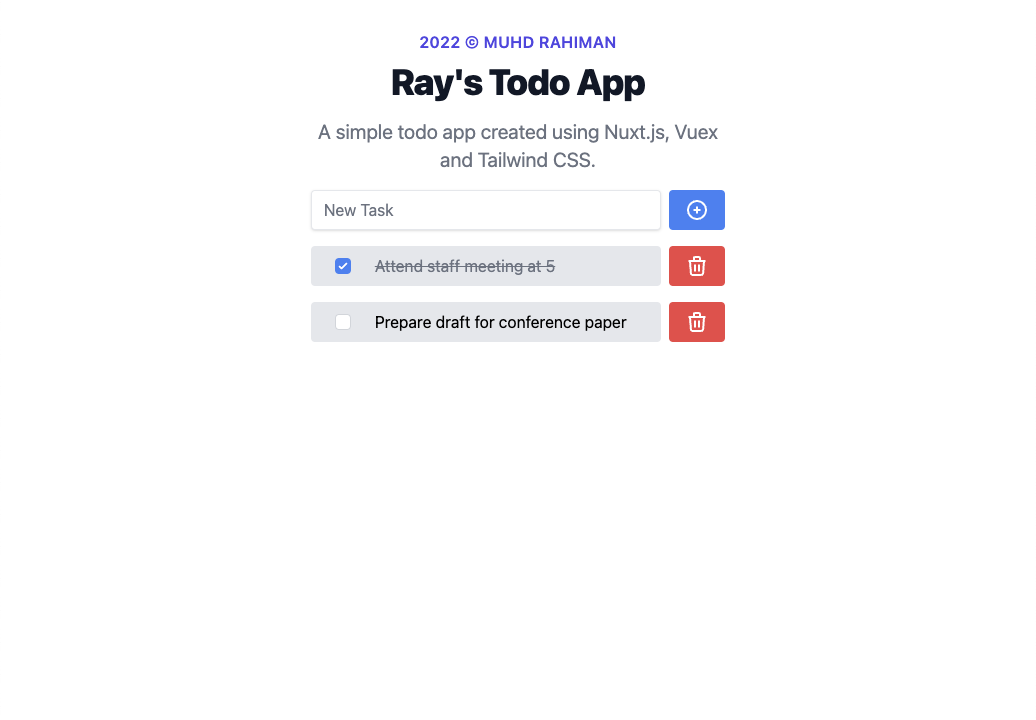 2022 © MUHD RAHIMAN
Ray's Todo App
A simple todo app created using Nuxt.js, Vuex
and Tailwind CSS.
New Task
Attend staff meeting at 5
Prepare draft for conference paper